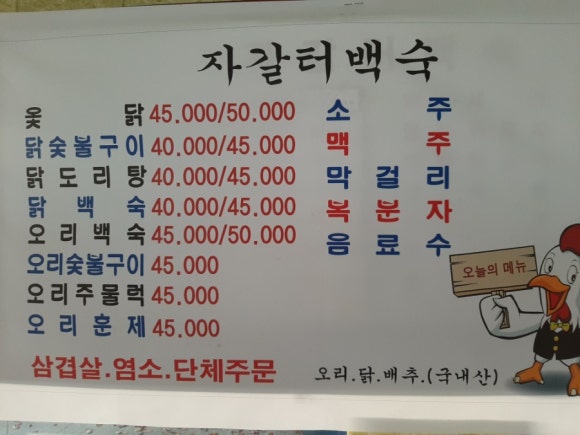 자갈터백숙
옻 닭 45.000/50.000
닭숯불구이 40.000/45.000
닭도리탕 40.000/45.000
닭백숙 40.000/45.000
오리백숙 45.000/50.000
오리숯불구이 45.000
오리주물럭 45.000
오리훈제 45.000
소 주
맥 주
막걸리
복분자
음료수
오늘의 메뉴
삼겹살.염소.단체주문
오리.닭.배추.(국내산)